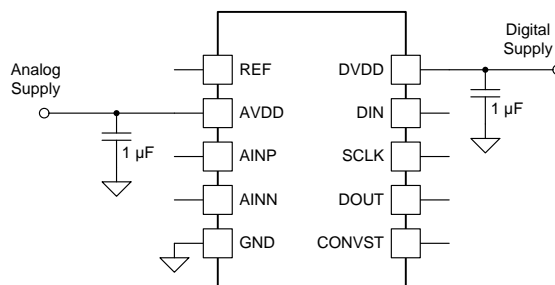 Analog
Supply
1 µF
REF
AVDD
AINP
AINN
GND
DVDD
DIN
SCLK
DOUT
CONVST
Digital
Supply
1 µF